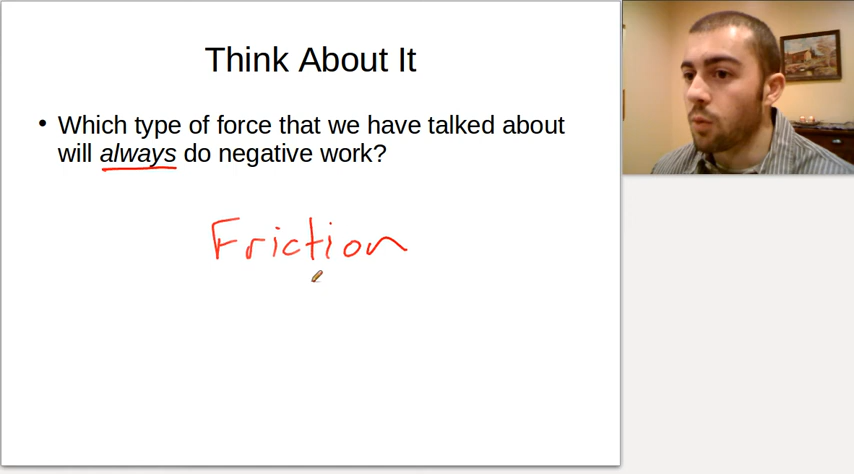 Think About It
• Which type of force that we have talked about
will always do negative work?
Friction